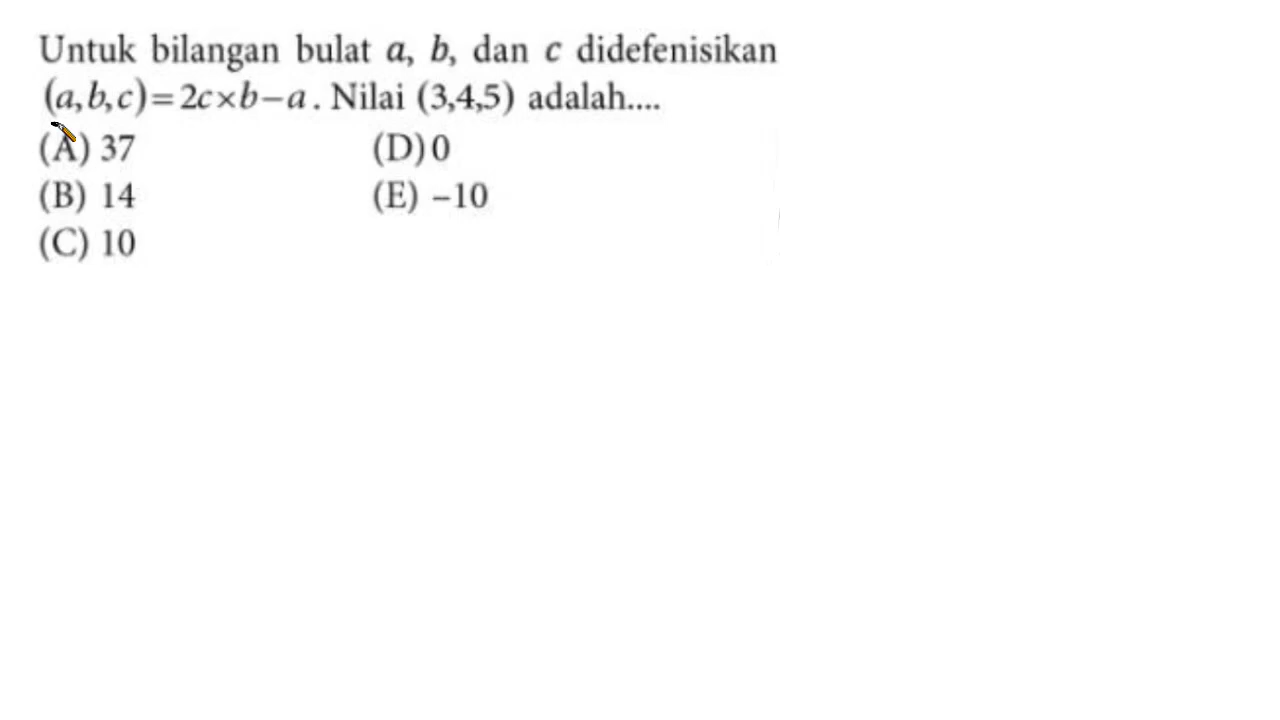 Untuk bilangan bulat a, b, dan c didefenisikan
(a,b,c)=2c×b−a. Nilai (3,4,5) adalah....
(A) 37 (D) 0
(B) 14 (E) −10
(C) 10